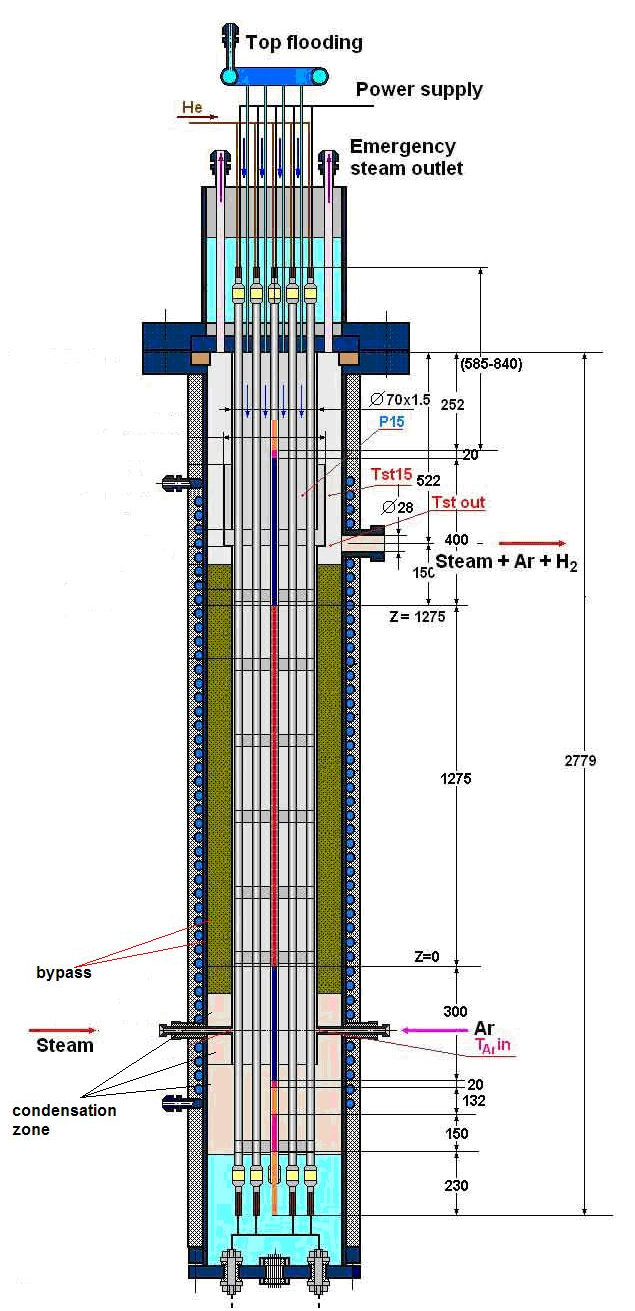 Top flooding
Power supply
He
Emergency
steam outlet
(585-840)
Ø 70x1.5
252
P15
20
Tst15
522
Ø 28
Tst out
400
Steam + Ar + H2
150
Z= 1275
1275
2779
Z=0
bypass
300
Steam
Ar
TAr in
20
132
condensation
zone
150
230